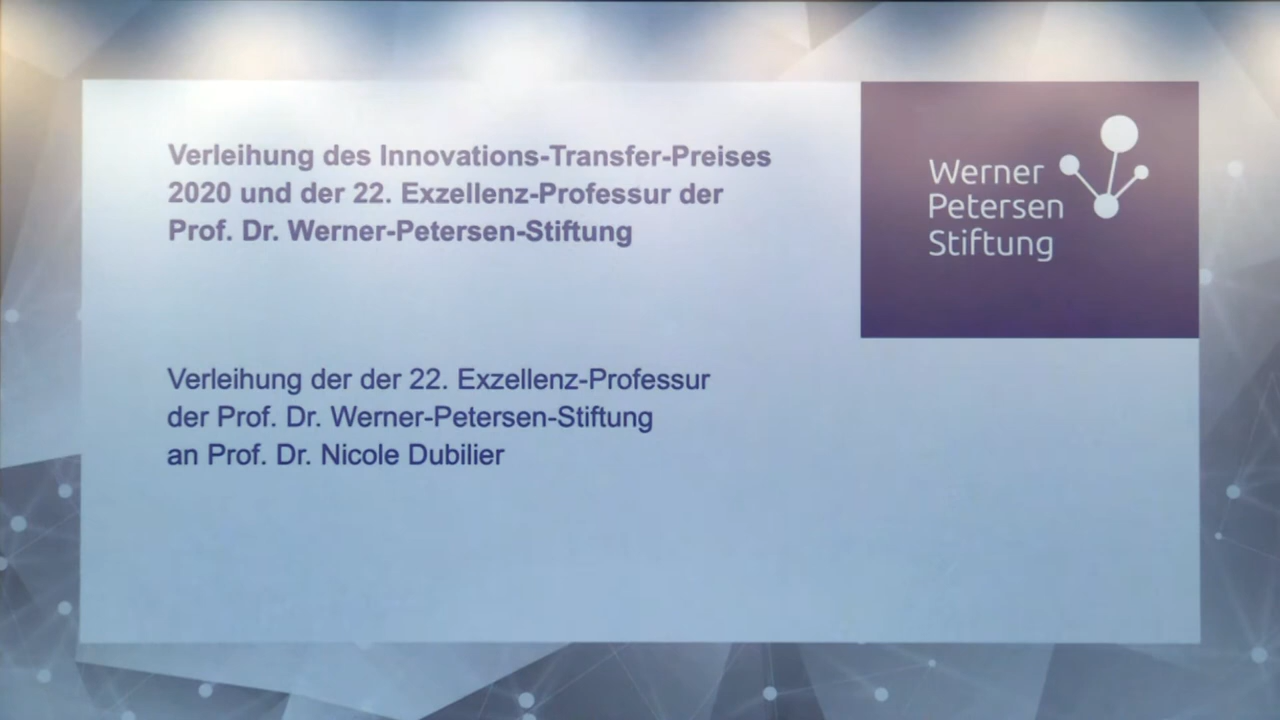 Verleihung des Innovations-Transfer-Preises
2020 und der 22. Exzellenz-Professur der
Prof. Dr. Werner-Petersen-Stiftung
Werner
Petersen
Stiftung
Verleihung der der 22. Exzellenz-Professur
der Prof. Dr. Werner-Petersen-Stiftung
an Prof. Dr. Nicole Dubilier